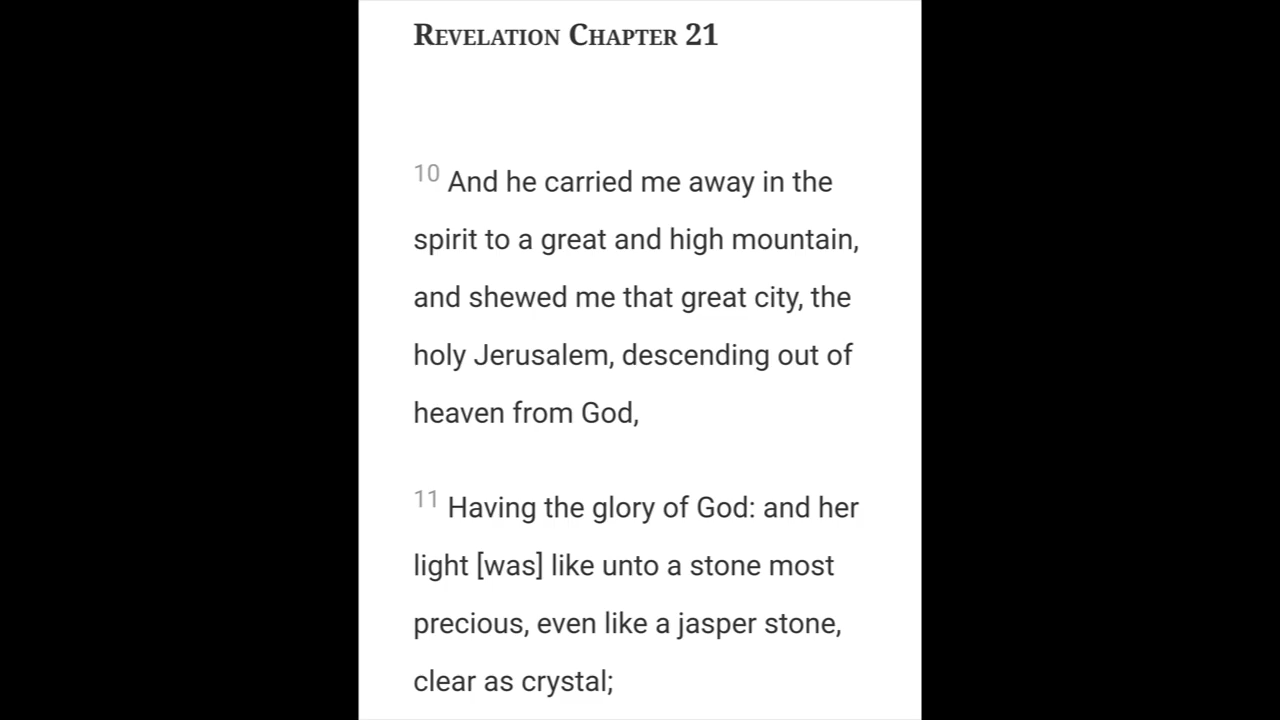 Revelation Chapter 21
10 And he carried me away in the
spirit to a great and high mountain,
and shewed me that great city, the
holy Jerusalem, descending out of
heaven from God,
11 Having the glory of God: and her
light [was] like unto a stone most
precious, even like a jasper stone,
clear as crystal;